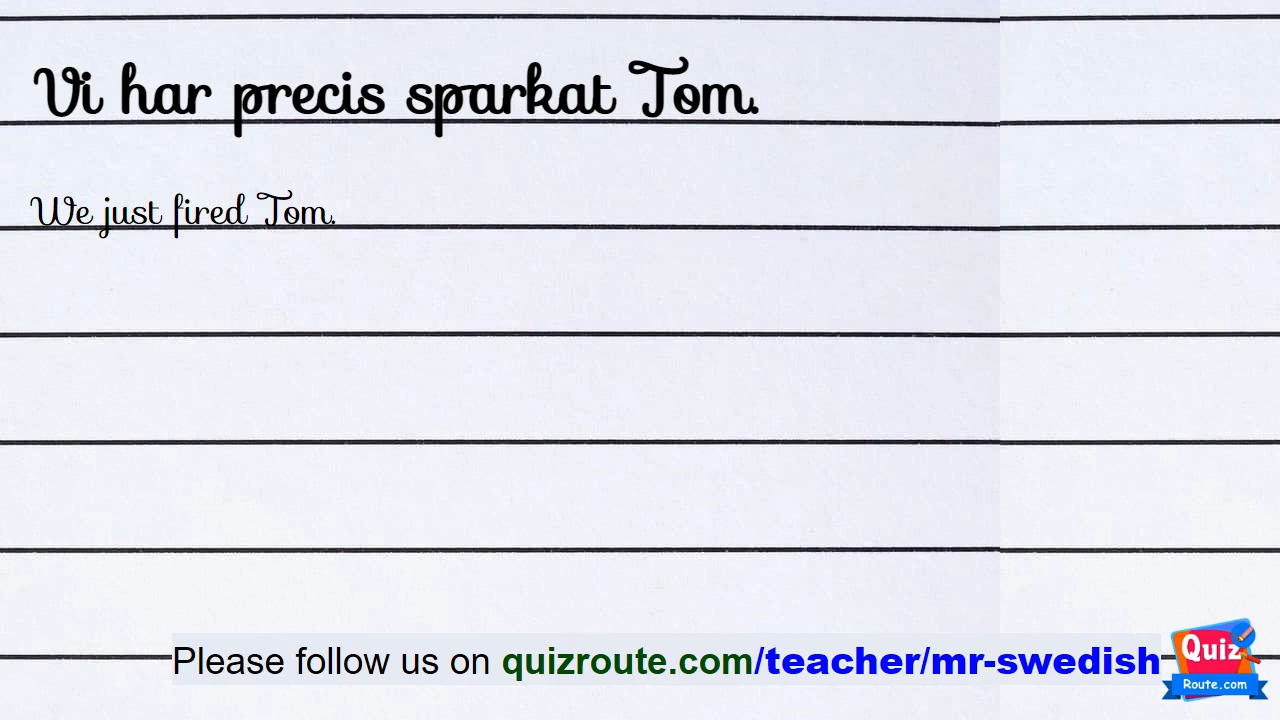 Vi har precis sparkat Tom.
We just fired Tom.
Please follow us on quizroute.com/teacher/mr-swedish
Quiz
Route.com